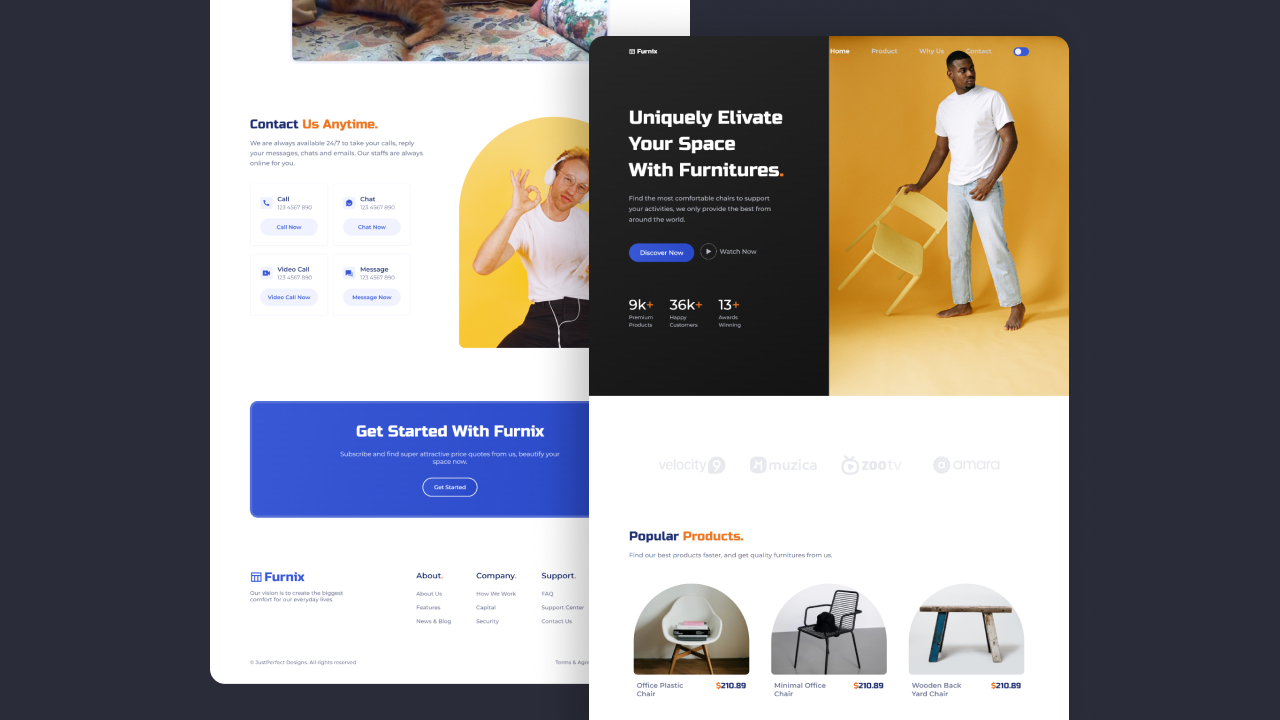 Contact Us Anytime.
We are always available 24/7 to take your calls, reply
your messages, chats and emails. Our staffs are always
online for you.
Call
123 4567 890
Call Now
Chat
123 4567 890
Chat Now
Video Call
123 4567 890
Video Call Now
Message
123 4567 890
Message Now
Get Started With Furnix
Subscribe and find super attractive price quotes from us, beautify your
space now.
Get Started
Furnix
Our vision is to create the biggest
comfort for our everyday lives.
About.
About Us
Features
News & Blog
Company.
How We Work
Capital
Security
Support.
FAQ
Support Center
Contact Us
© JustPerfect Designs. All rights reserved
Terms &
Furnix
Home
Product
Why Us
Contact
Uniquely Elivate
Your Space
With Furnitures.
Find the most comfortable chairs to support
your activities, we only provide the best from
around the world.
Discover Now
Watch Now
9k+
Premium
Products
36k+
Happy
Customers
13+
Awards
Winning
velocity 9
muzica
ZOOtv
amara
Popular Products.
Find our best products faster, and get quality furnitures from us.
Office Plastic
Chair
$210.89
Minimal Office
Chair
$210.89
Wooden Back
Yard Chair
$210.89